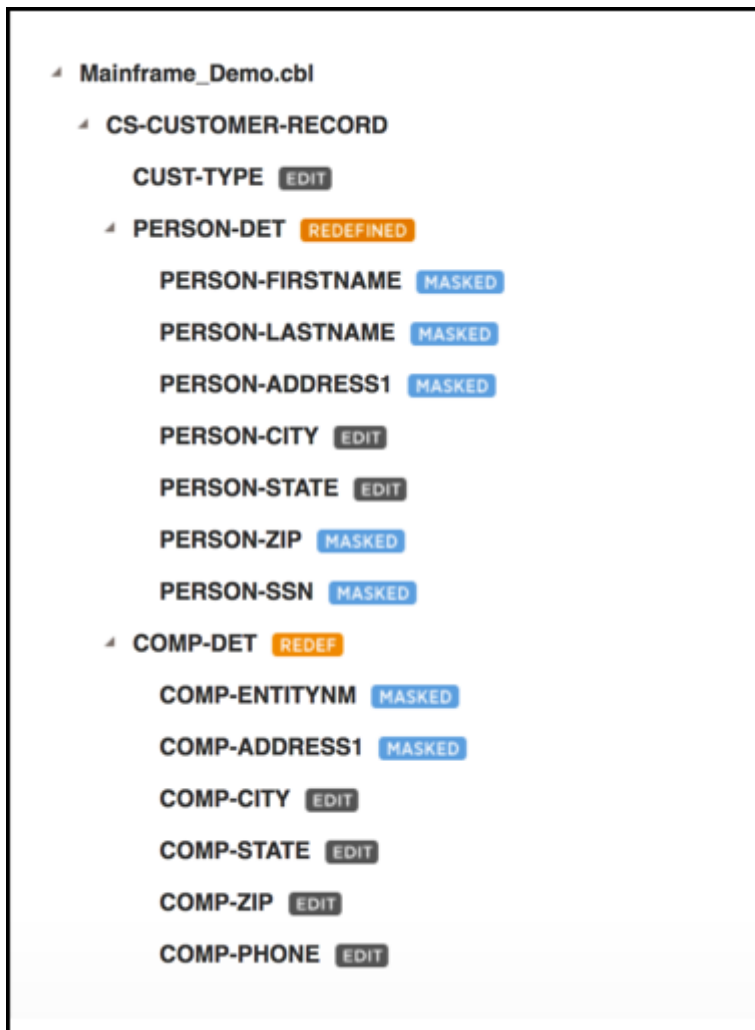 Mainframe_Demo.cbl
CS-CUSTOMER-RECORD
CUST-TYPE EDIT
PERSON-DET REDEFINED
PERSON-FIRSTNAME MASKED
PERSON-LASTNAME MASKED
PERSON-ADDRESS1 MASKED
PERSON-CITY EDIT
PERSON-STATE EDIT
PERSON-ZIP MASKED
PERSON-SSN MASKED
COMP-DET REDEF
COMP-ENTITYNM MASKED
COMP-ADDRESS1 MASKED
COMP-CITY EDIT
COMP-STATE EDIT
COMP-ZIP EDIT
COMP-PHONE EDIT